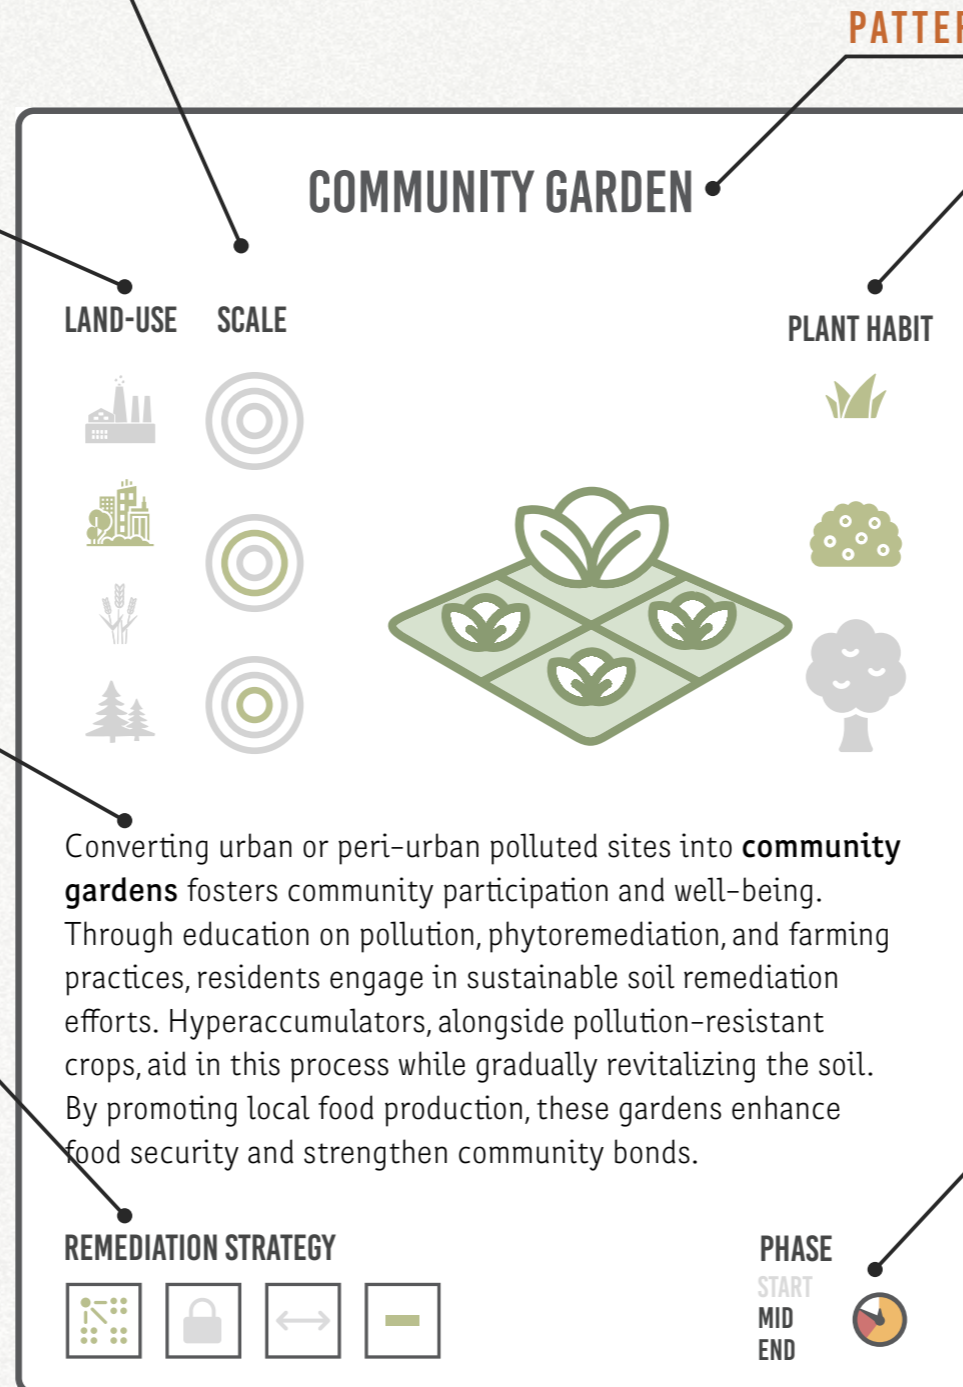 COMMUNITY GARDEN
LAND-USE
SCALE
PLANT HABIT
Converting urban or peri-urban polluted sites into community
gardens fosters community participation and well-being.
Through education on pollution, phytoremediation, and farming
practices, residents engage in sustainable soil remediation
efforts. Hyperaccumulators, alongside pollution-resistant
crops, aid in this process while gradually revitalizing the soil.
By promoting local food production, these gardens enhance
food security and strengthen community bonds.
REMEDIATION STRATEGY
PHASE
START
MID
END